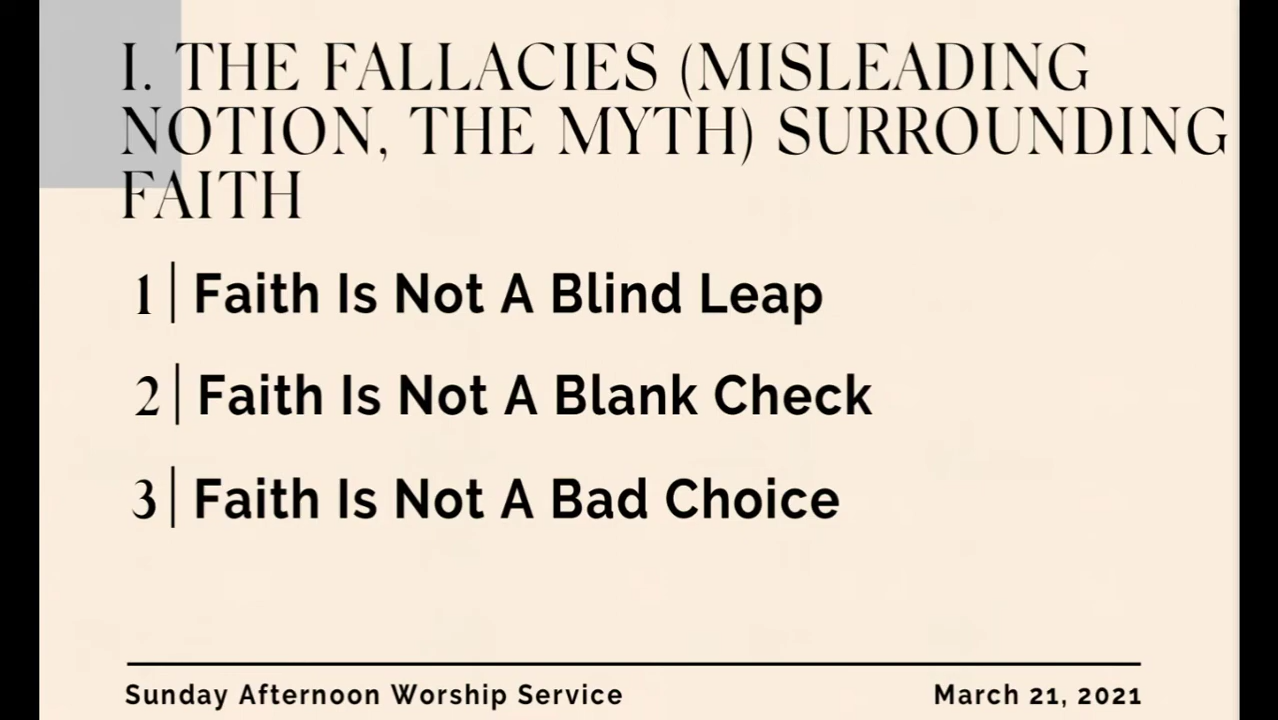 I. THE FALLACIES (MISLEADING
NOTION, THE MYTH) SURROUNDING
FAITH
1 | Faith Is Not A Blind Leap
2 | Faith Is Not A Blank Check
3 | Faith Is Not A Bad Choice
Sunday Afternoon Worship Service
March 21, 2021